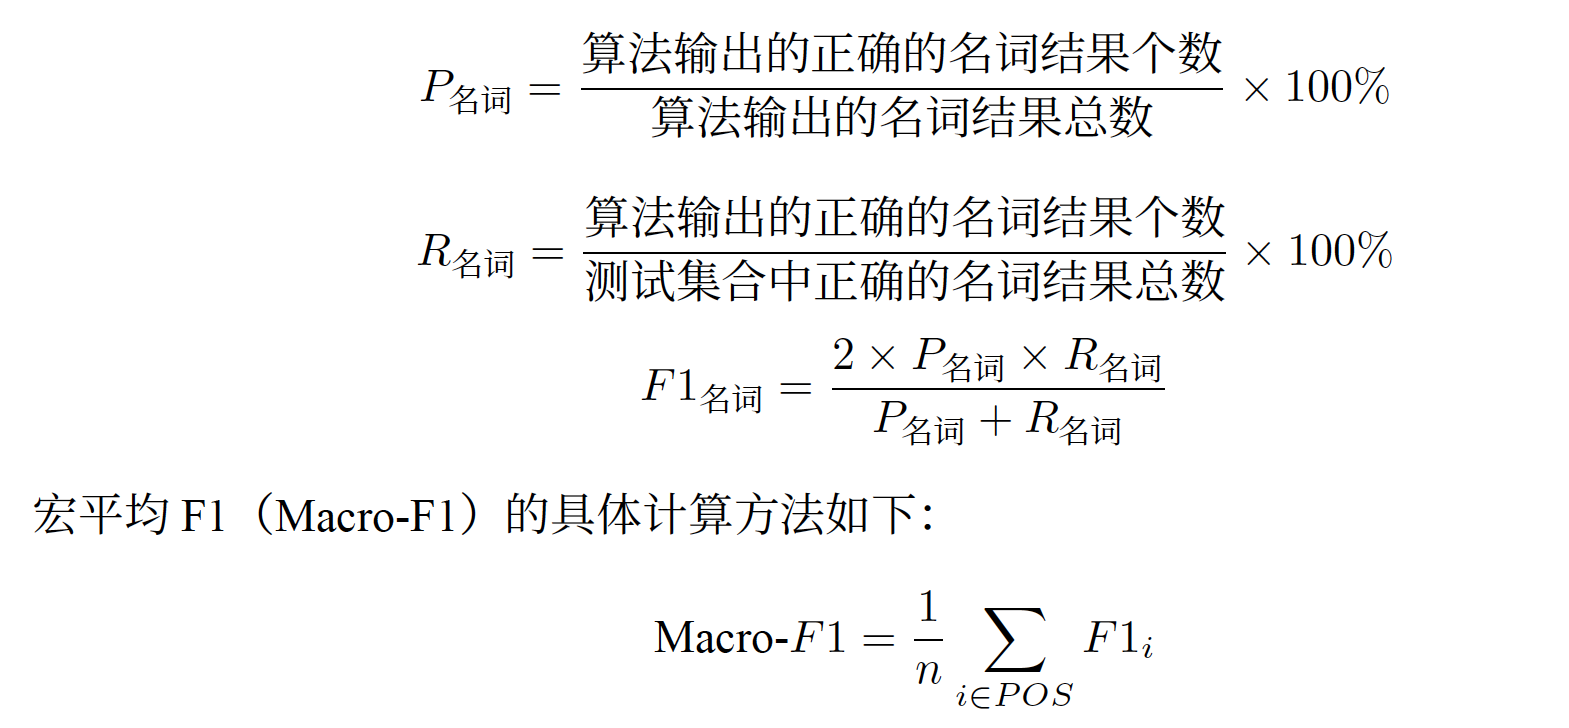 P名词 = 算法输出的正确的名词结果个数 / 算法输出的名词结果总数 × 100%
R名词 = 算法输出的正确的名词结果个数 / 测试集合中正确的名词结果总数 × 100%
F1名词 = 2 × P名词 × R名词 / P名词 + R名词
宏平均 F1（Macro-F1）的具体计算方法如下：
Macro-F1 = 1/n ∑ i∈POS F1i